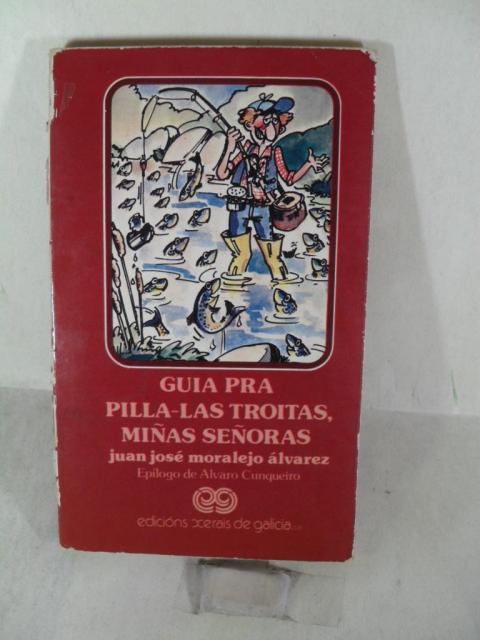 GUIA PRA
PILLA-LAS TROITAS,
MIÑAS SEÑORAS
juan josé moralejo álvarez
Epílogo de Alvaro Cunqueiro
edicións xerais de galicia